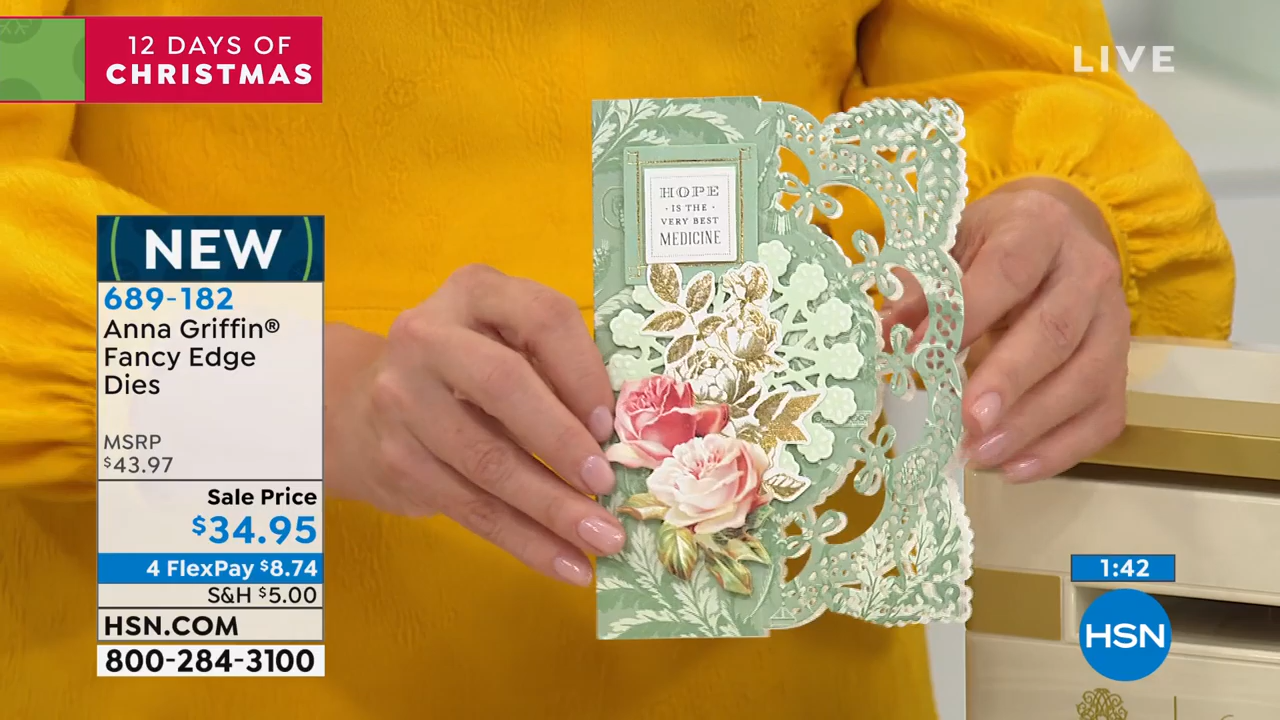 12 DAYS OF
CHRISTMAS
LIVE
NEW
689-182
Anna Griffin®
Fancy Edge
Dies
MSRP
$43.97
Sale Price
$34.95
4 FlexPay $8.74
S&H $5.00
HSN.COM
800-284-3100
HOPE
· IS THE ·
VERY BEST
MEDICINE
1:42
HSN